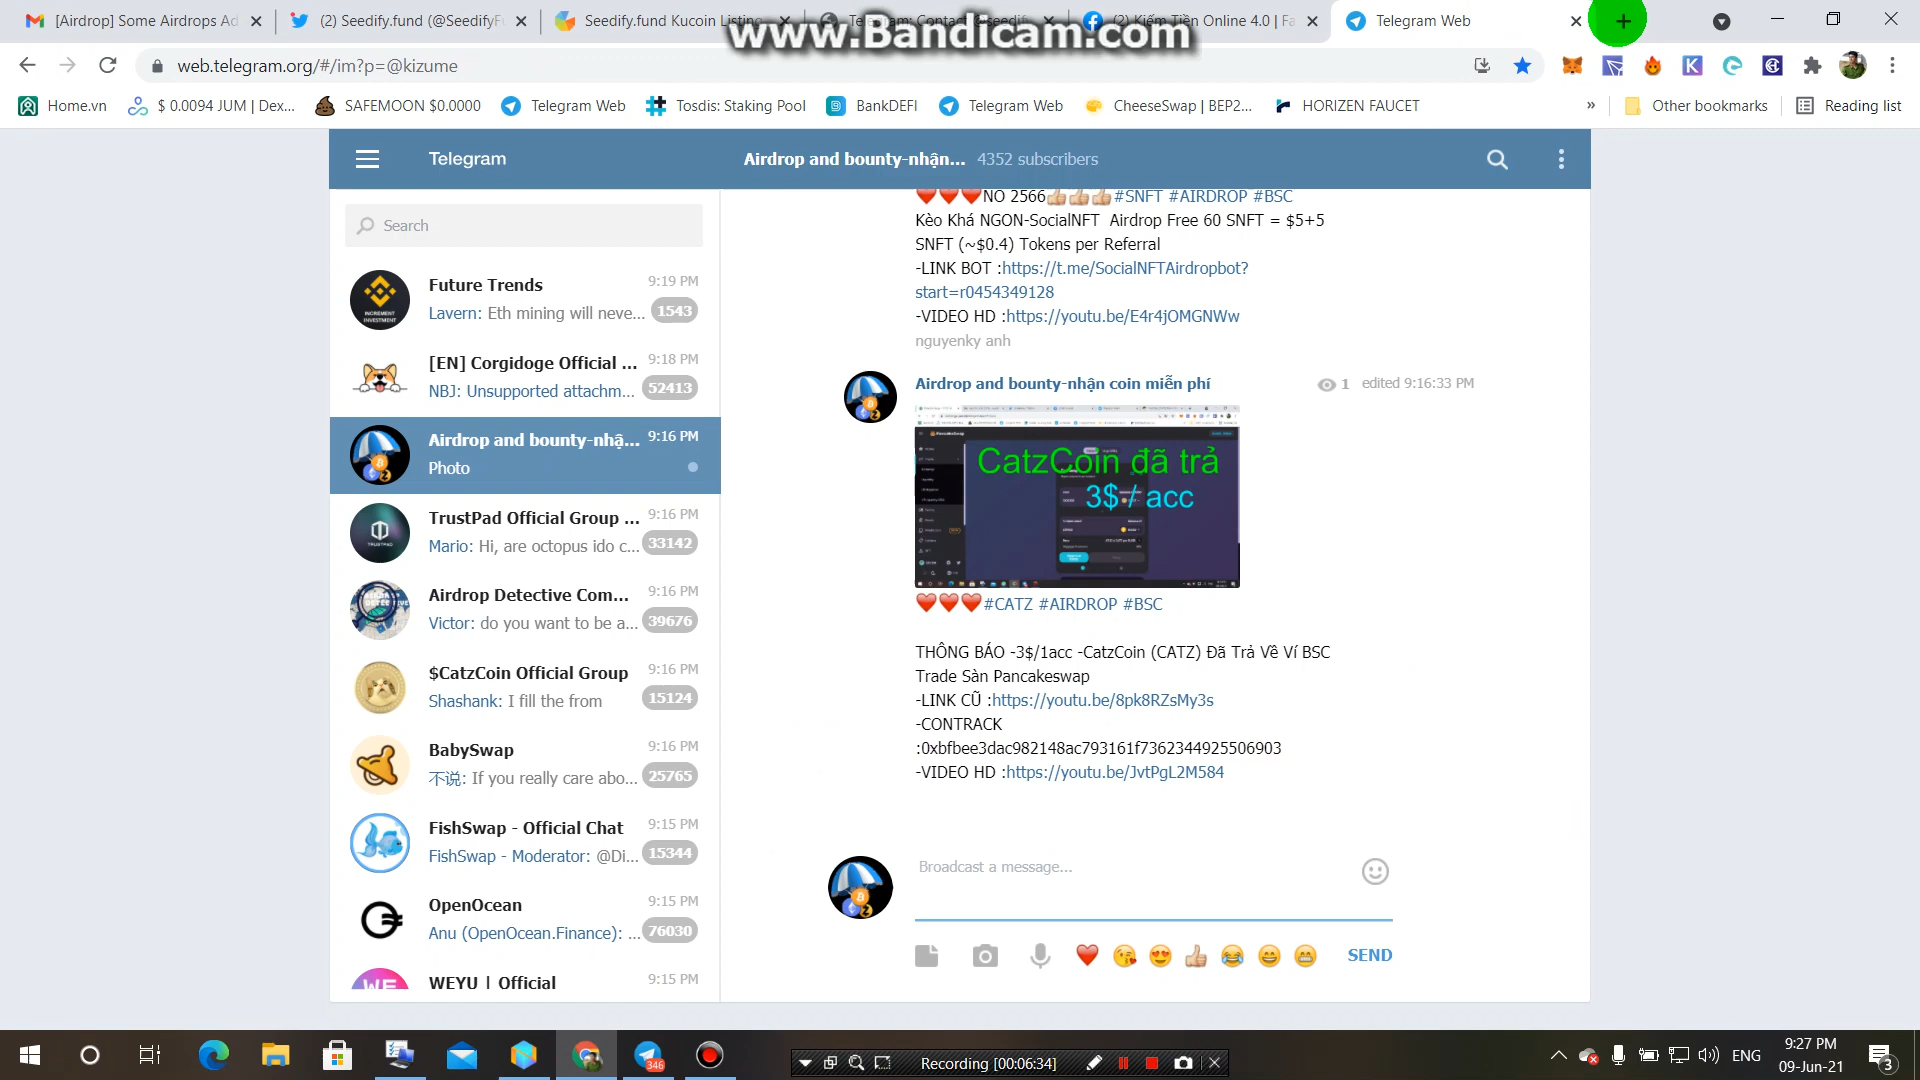 [Airdrop] Some Airdrops Ad
(2) Seedify.fund (@SeedifyFu
Seedify.fund Kucoin Listing
Telegram: Contact @seedify
(2) Kiếm Tiền Online 4.0 | Fa
Telegram Web
www.Bandicam.com
web.telegram.org/#/im?p=@kizume
Home.vn
$ 0.0094 JUM | Dex...
SAFEMOON $0.0000
Telegram Web
Tosdis: Staking Pool
BankDEFI
Telegram Web
CheeseSwap | BEP2...
HORIZEN FAUCET
Other bookmarks
Reading list
Telegram
Airdrop and bounty-nhận... 4352 subscribers
Search
Future Trends 9:19 PM
Lavern: Eth mining will neve... 1543
[EN] Corgidoge Official ... 9:18 PM
NBJ: Unsupported attachm... 52413
Airdrop and bounty-nhậ... 9:16 PM
Photo
TrustPad Official Group ... 9:16 PM
Mario: Hi, are octopus ido c... 33142
Airdrop Detective Com... 9:16 PM
Victor: do you want to be a... 39676
$CatzCoin Official Group 9:16 PM
Shashank: I fill the from 15124
BabySwap 9:16 PM
不说: If you really care abo... 25765
FishSwap - Official Chat 9:15 PM
FishSwap - Moderator: @Di... 15344
OpenOcean 9:15 PM
Anu (OpenOcean.Finance): ... 76030
WEYU | Official 9:15 PM
❤️❤️❤️NO 2566👍👍👍#SNFT #AIRDROP #BSC
Kèo Khá NGON-SocialNFT Airdrop Free 60 SNFT = $5+5
SNFT (~$0.4) Tokens per Referral
-LINK BOT :https://t.me/SocialNFTAirdropbot?
start=r0454349128
-VIDEO HD :https://youtu.be/E4r4jOMGNWw
nguyenky anh
Airdrop and bounty-nhận coin miễn phí 1 edited 9:16:33 PM
CatzCoin đã trả
3$ / acc
❤️❤️❤️#CATZ #AIRDROP #BSC
THÔNG BÁO -3$/1acc -CatzCoin (CATZ) Đã Trả Về Ví BSC
Trade Sàn Pancakeswap
-LINK CŨ :https://youtu.be/8pk8RZsMy3s
-CONTRACK
:0xbfbee3dac982148ac793161f7362344925506903
-VIDEO HD :https://youtu.be/JvtPgL2M584
Broadcast a message...
SEND
346
Recording [00:06:34]
ENG
9:27 PM
09-Jun-21
3